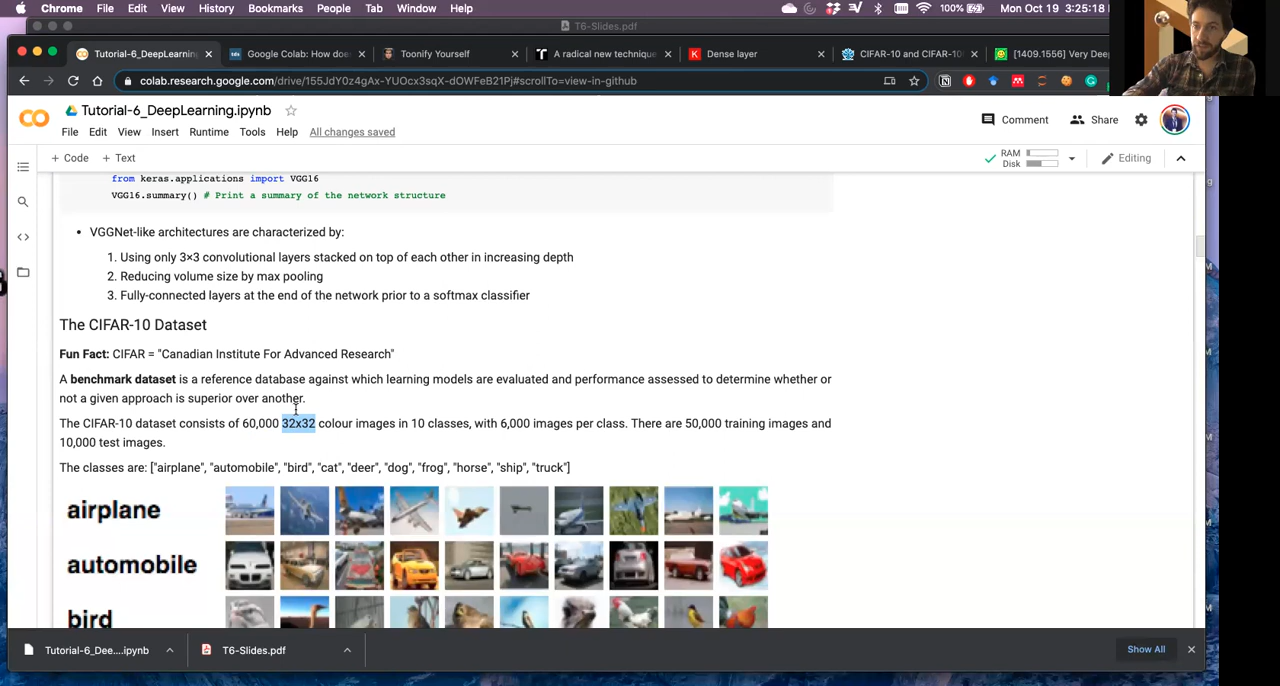 Chrome File Edit View History Bookmarks People Tab Window Help 100% Mon Oct 19 3:25:18
T6-Slides.pdf
Tutorial-6_DeepLearning Google Colab: How does Toonify Yourself A radical new technique Dense layer CIFAR-10 and CIFAR-10 [1409.1556] Very Deep
colab.research.google.com/drive/155JdY0z4gAx-YUOcx3sqX-dOWFeB21Pj#scrollTo=view-in-github
Tutorial-6_DeepLearning.ipynb
Comment Share
File Edit View Insert Runtime Tools Help All changes saved
+ Code + Text RAM Disk Editing
from keras.applications import VGG16
VGG16.summary() # Print a summary of the network structure
• VGGNet-like architectures are characterized by:
1. Using only 3×3 convolutional layers stacked on top of each other in increasing depth
2. Reducing volume size by max pooling
3. Fully-connected layers at the end of the network prior to a softmax classifier
The CIFAR-10 Dataset
Fun Fact: CIFAR = "Canadian Institute For Advanced Research"
A benchmark dataset is a reference database against which learning models are evaluated and performance assessed to determine whether or
not a given approach is superior over another.
The CIFAR-10 dataset consists of 60,000 32x32 colour images in 10 classes, with 6,000 images per class. There are 50,000 training images and
10,000 test images.
The classes are: ["airplane", "automobile", "bird", "cat", "deer", "dog", "frog", "horse", "ship", "truck"]
airplane
automobile
bird
Tutorial-6_Dee....ipynb T6-Slides.pdf Show All